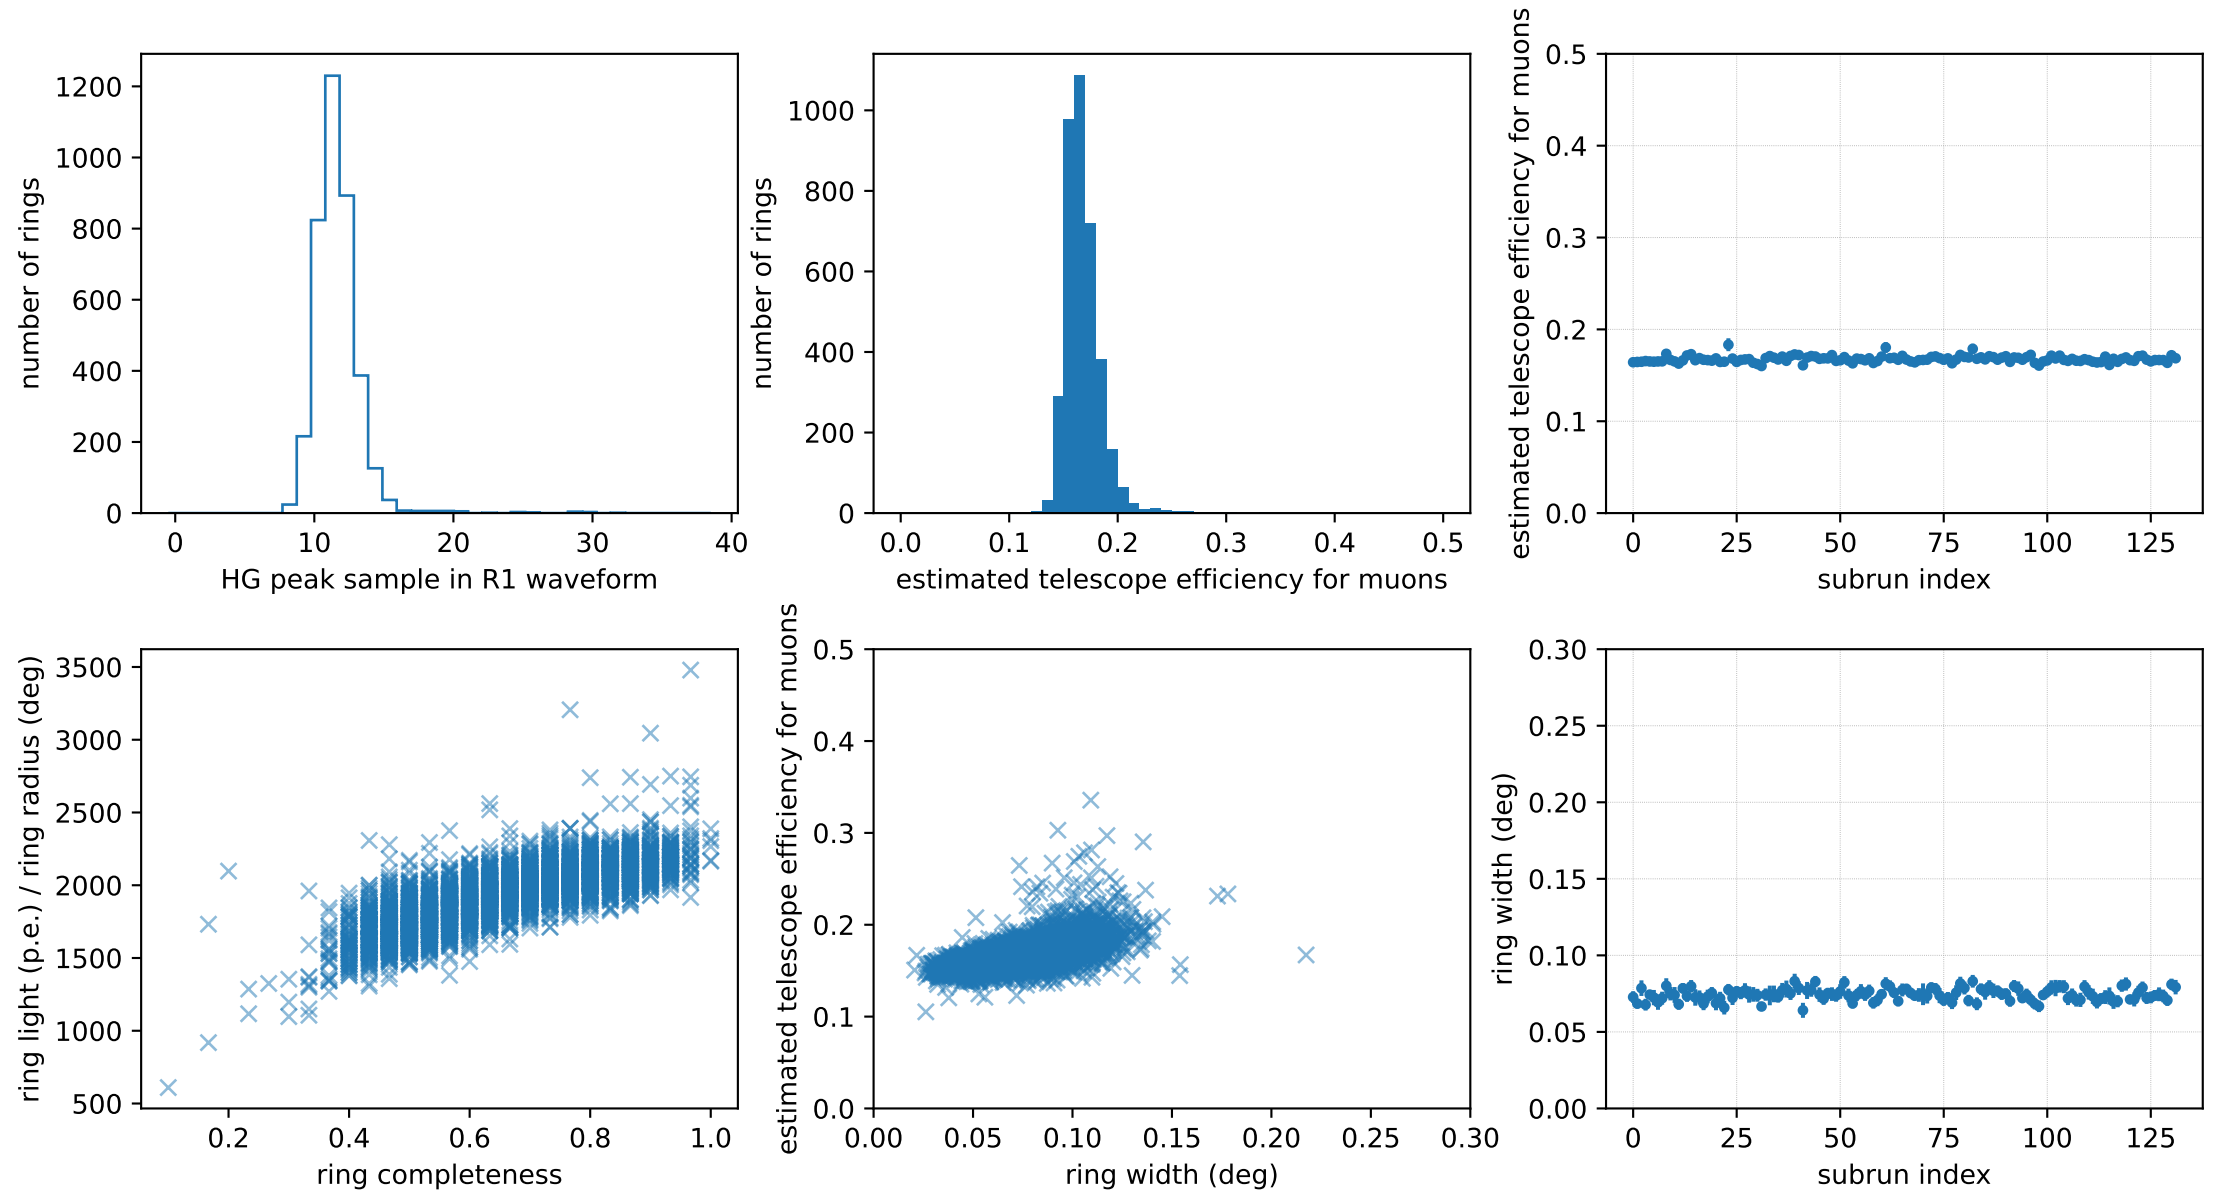 number of rings
1200
1000
800
600
400
200
0
0 10 20 30 40
HG peak sample in R1 waveform
number of rings
1000
800
600
400
200
0
0.0 0.1 0.2 0.3 0.4 0.5
estimated telescope efficiency for muons
estimated telescope efficiency for muons
0.5
0.4
0.3
0.2
0.1
0.0
0 25 50 75 100 125
subrun index
ring light (p.e.) / ring radius (deg)
3500
3000
2500
2000
1500
1000
500
0.2 0.4 0.6 0.8 1.0
ring completeness
estimated telescope efficiency for muons
0.5
0.4
0.3
0.2
0.1
0.0
0.00 0.05 0.10 0.15 0.20 0.25 0.30
ring width (deg)
ring width (deg)
0.30
0.25
0.20
0.15
0.10
0.05
0.00
0 25 50 75 100 125
subrun index